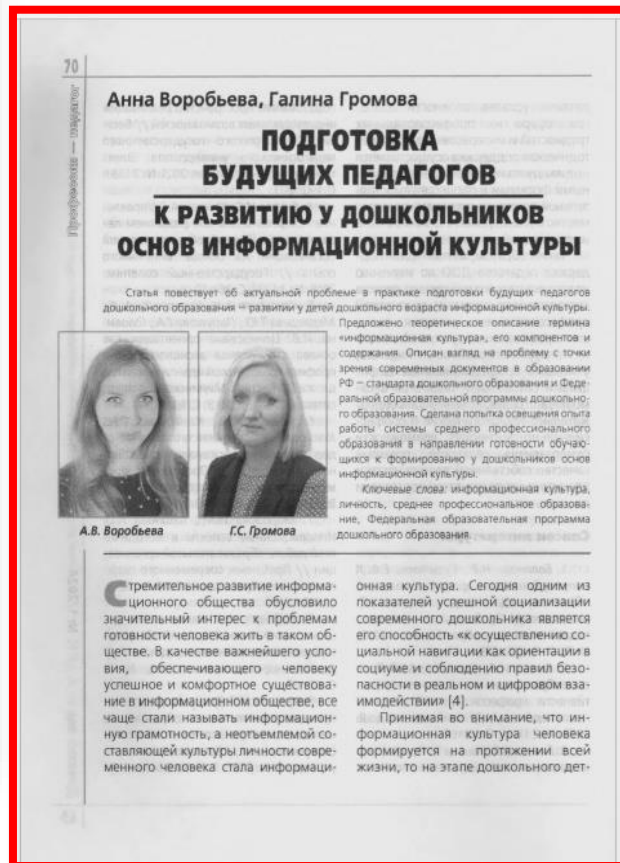 70
Профессия — педагог
Анна Воробьева, Галина Громова
ПОДГОТОВКА
БУДУЩИХ ПЕДАГОГОВ
К РАЗВИТИЮ У ДОШКОЛЬНИКОВ
ОСНОВ ИНФОРМАЦИОННОЙ КУЛЬТУРЫ
Статья повествует об актуальной проблеме в практике подготовки будущих педагогов
дошкольного образования — развитии у детей дошкольного возраста информационной культуры.
Предложено теоретическое описание термина
«информационная культура», его компонентов и
содержания. Описан взгляд на проблему с точки
зрения современных документов в образовании
РФ — стандарта дошкольного образования и Феде-
ральной образовательной программы дошкольно-
го образования. Сделана попытка освещения опыта
работы системы среднего профессионального
образования в направлении готовности обучаю-
щихся к формированию у дошкольников основ
информационной культуры.
Ключевые слова: информационная культура,
личность, среднее профессиональное образова-
ние, Федеральная образовательная программа
дошкольного образования.
А.В. Воробьева
Г.С. Громова
Стремительное развитие информа-
ционного общества обусловило
значительный интерес к проблемам
готовности человека жить в таком об-
ществе. В качестве важнейшего усло-
вия, обеспечивающего человеку
успешное и комфортное существова-
ние в информационном обществе, все
чаще стали называть информацион-
ную грамотность, а неотъемлемой со-
ставляющей культуры личности совре-
менного человека стала информаци-
онная культура. Сегодня одним из
показателей успешной социализации
современного дошкольника является
его способность «к осуществлению со-
циальной навигации как ориентации в
социуме и соблюдению правил безо-
пасности в реальном и цифровом вза-
имодействии» [4].
Принимая во внимание, что ин-
формационная культура человека
формируется на протяжении всей
жизни, то на этапе дошкольного дет-